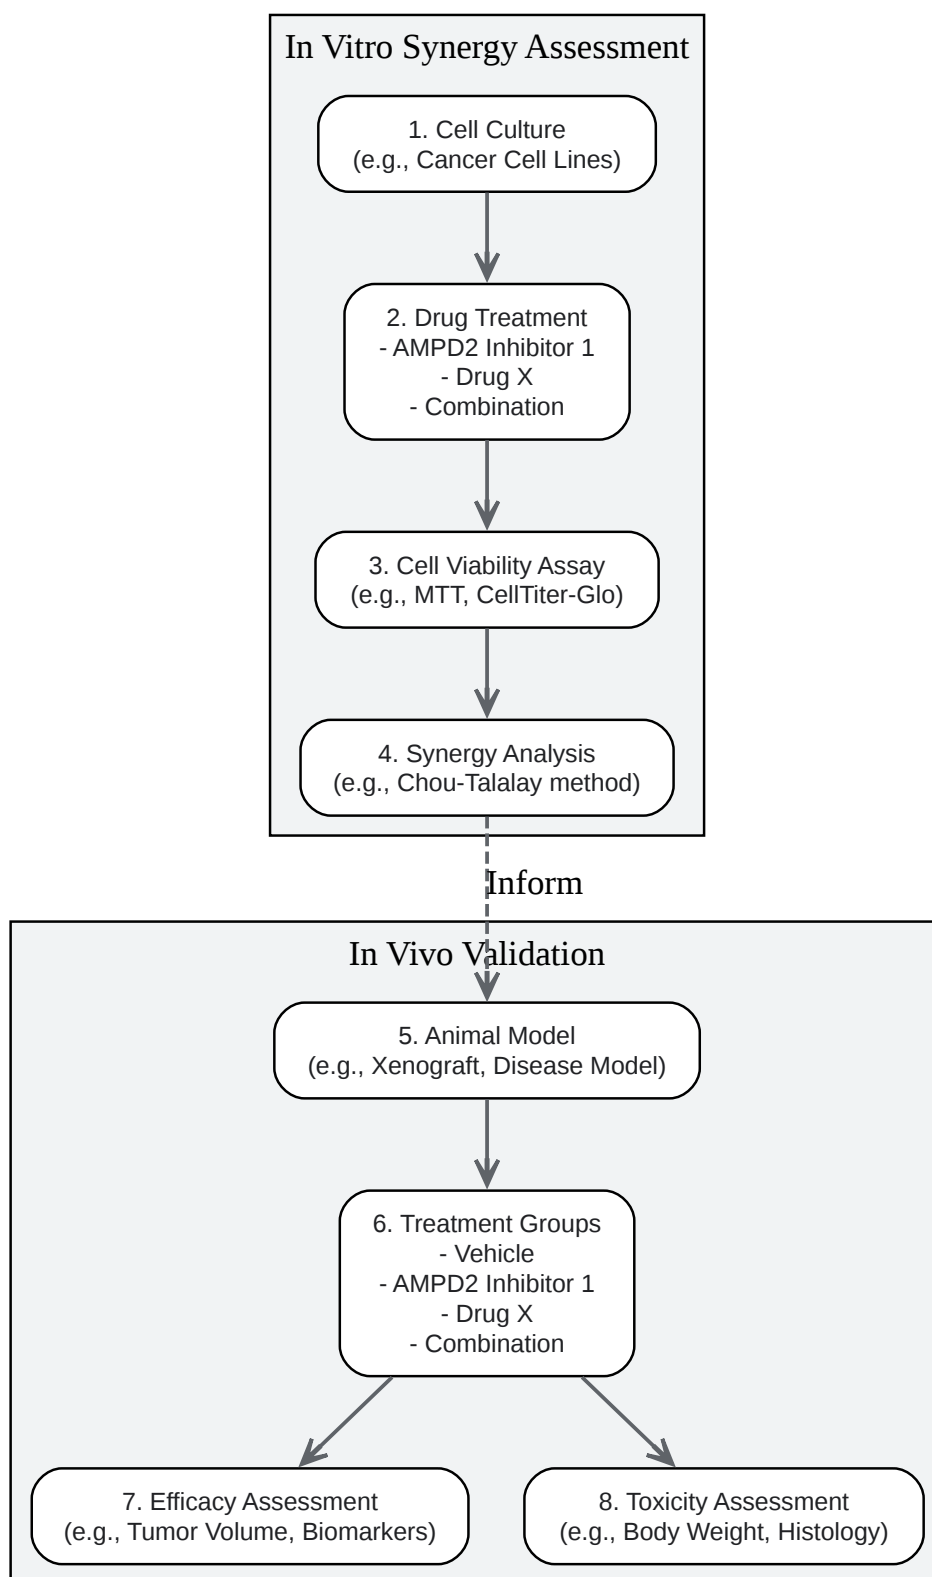 In Vitro Synergy Assessment
1. Cell Culture
(e.g., Cancer Cell Lines)
2. Drug Treatment
- AMPD2 Inhibitor 1
- Drug X
- Combination
3. Cell Viability Assay
(e.g., MTT, CellTiter-Glo)
4. Synergy Analysis
(e.g., Chou-Talalay method)
Inform
In Vivo Validation
5. Animal Model
(e.g., Xenograft, Disease Model)
6. Treatment Groups
- Vehicle
- AMPD2 Inhibitor 1
- Drug X
- Combination
7. Efficacy Assessment
(e.g., Tumor Volume, Biomarkers)
8. Toxicity Assessment
(e.g., Body Weight, Histology)